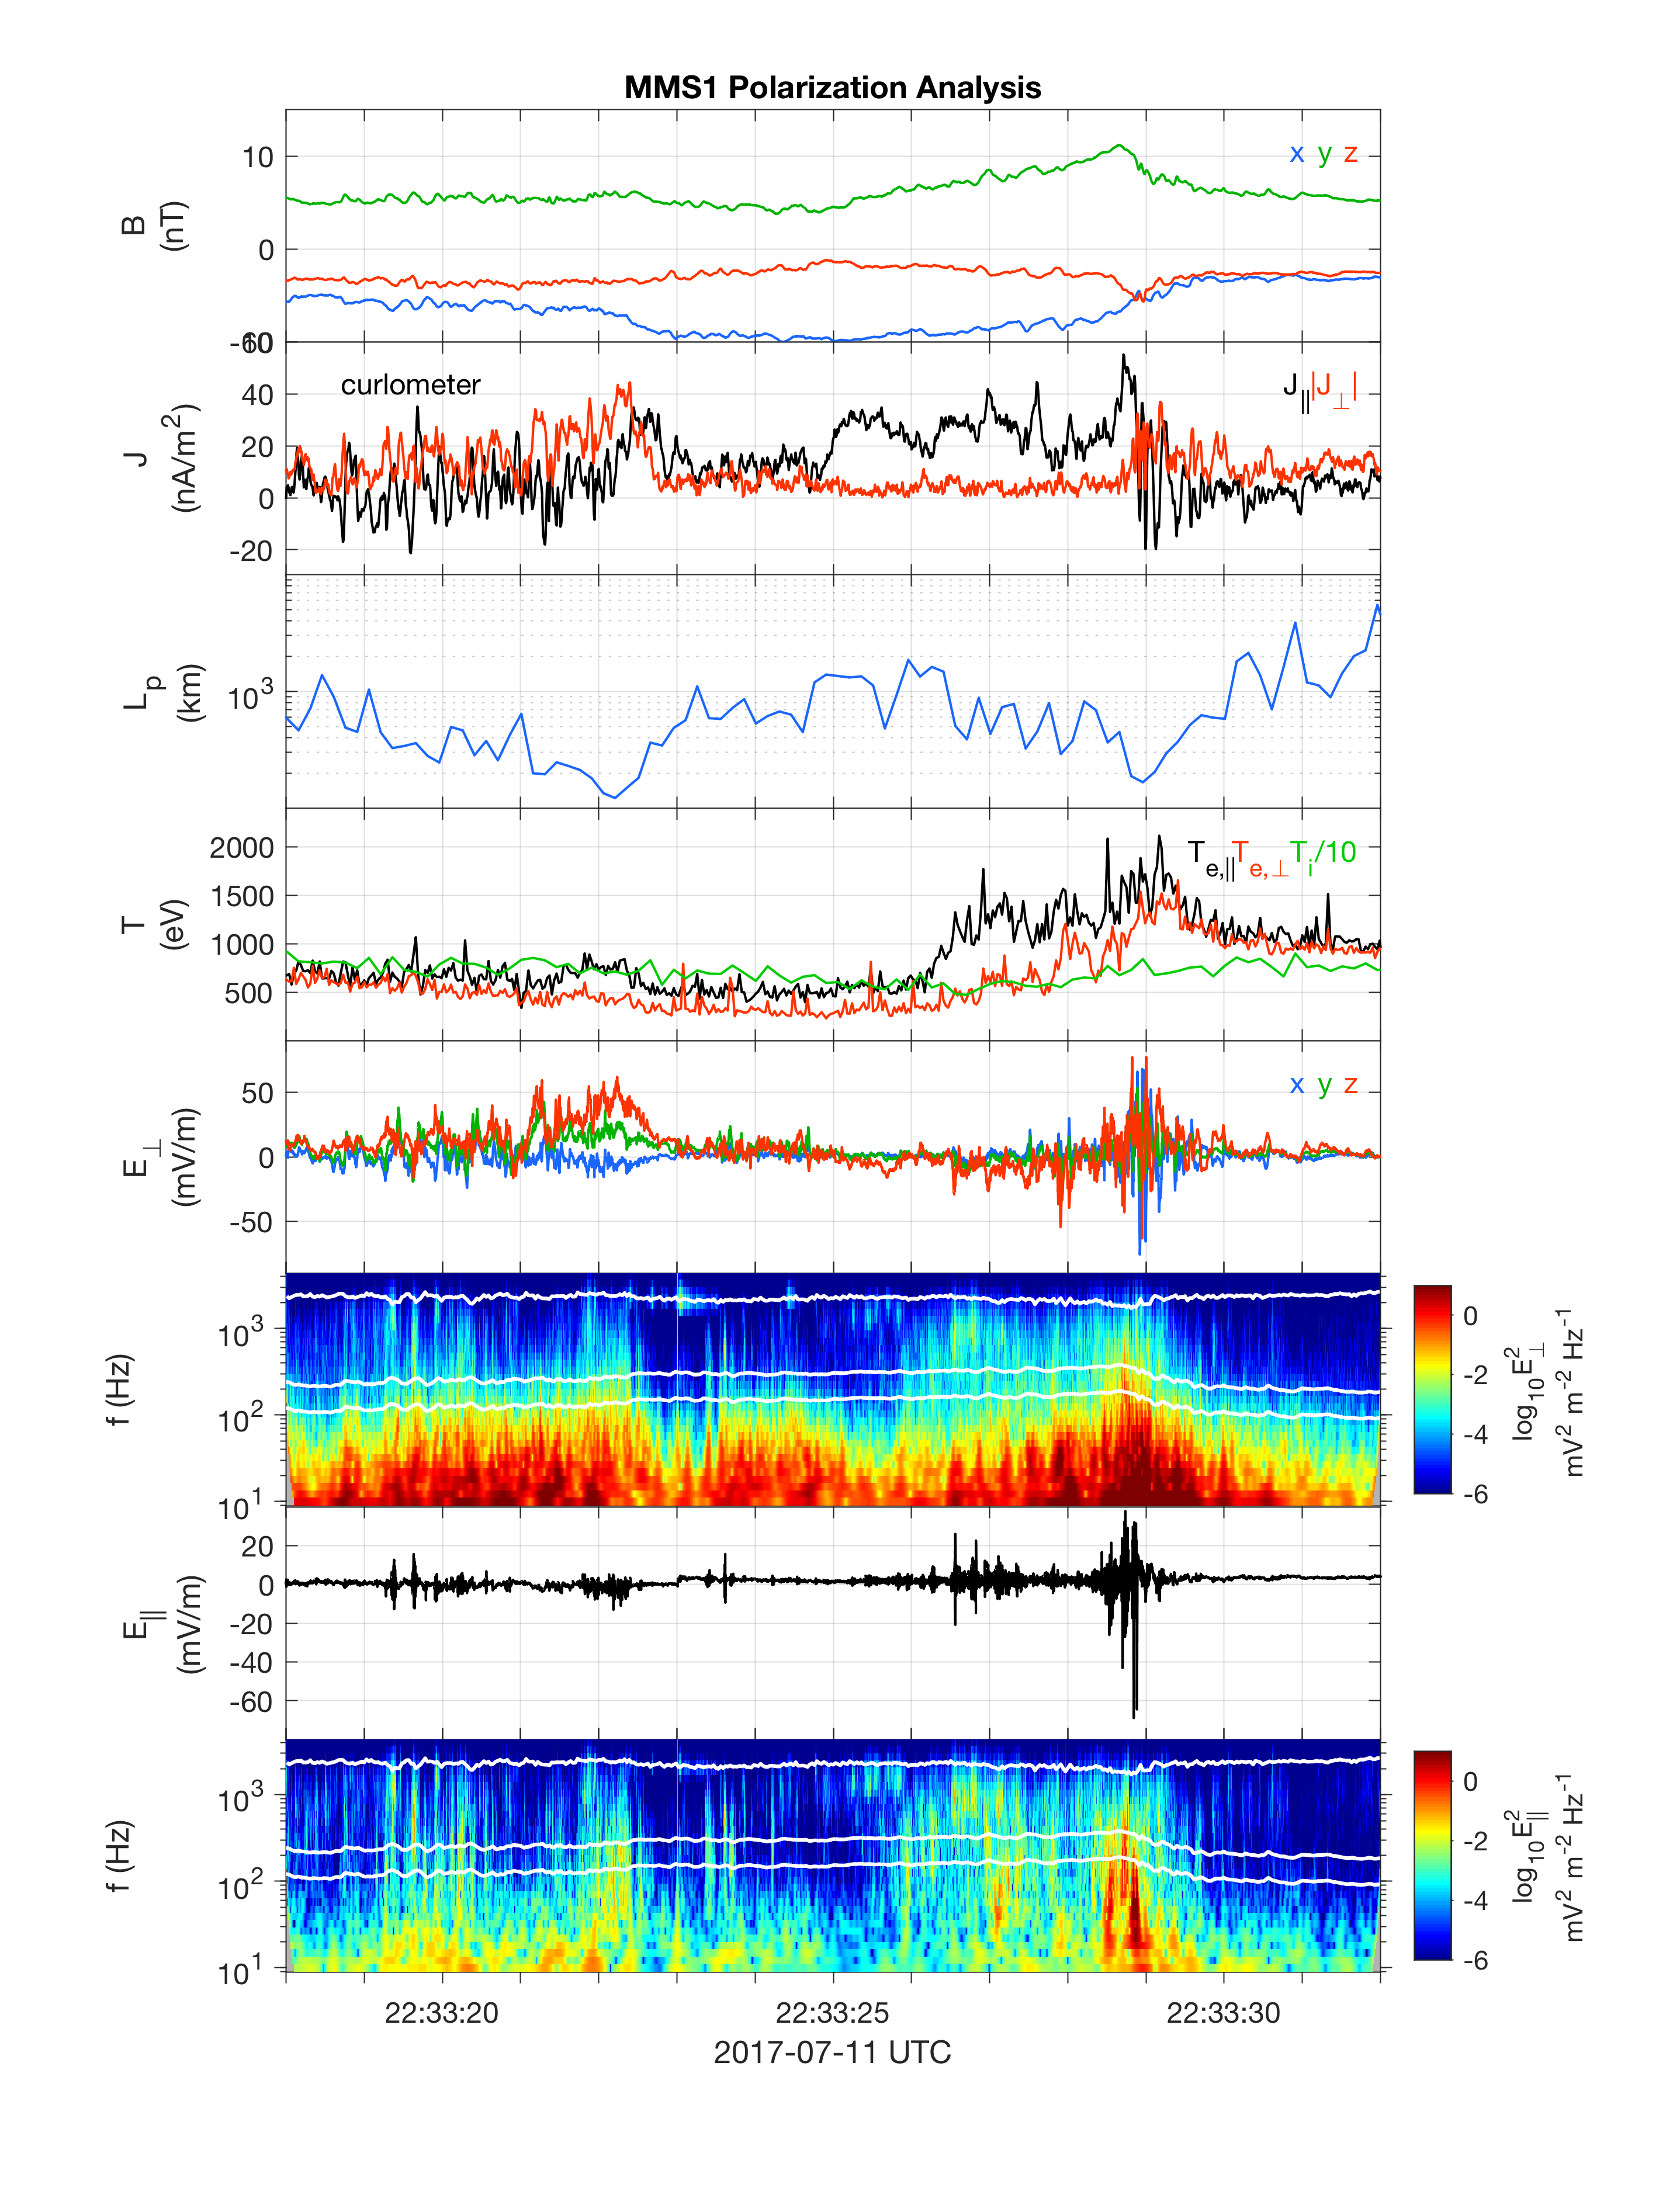 MMS1 Polarization Analysis
B
(nT)
10
0
-10
x y z
J
(nA/m²)
60
40
20
0
-20
curlometer
J∥|J⊥|
Lp
(km)
10³
T
(eV)
2000
1500
1000
500
Te,∥Te,⊥Ti/10
E⊥
(mV/m)
50
0
-50
x y z
f (Hz)
10³
10²
10¹
0
-2
-4
-6
log₁₀E²⊥
mV² m⁻² Hz⁻¹
E∥
(mV/m)
20
0
-20
-40
-60
f (Hz)
10³
10²
10¹
0
-2
-4
-6
log₁₀E²∥
mV² m⁻² Hz⁻¹
22:33:20 22:33:25 22:33:30
2017-07-11 UTC